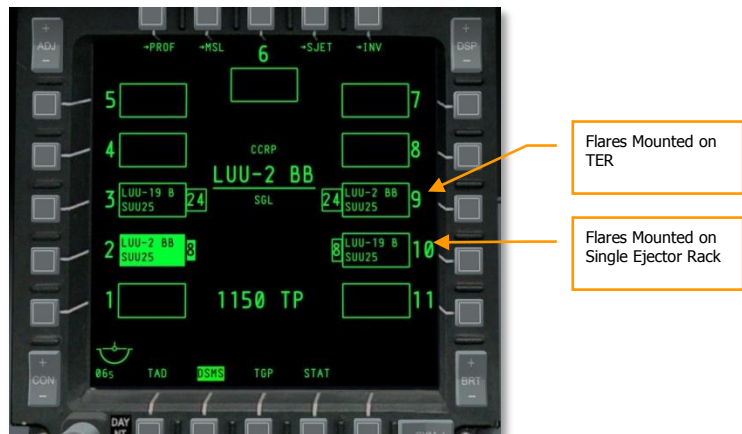 ADJ
DSP
→PROF →MSL →SJET →INV
6
5
7
4
8
CCRP
LUU-2 BB
SGL
3 LUU-19 B SUU25 24
24 LUU-2 BB SUU25 9
2 LUU-2 BB SUU25 8
8 LUU-19 B SUU25 10
1
1150 TP
11
06S TAD DSMS TGP STAT
CON
BRT
DAY
Flares Mounted on
TER
Flares Mounted on
Single Ejector Rack